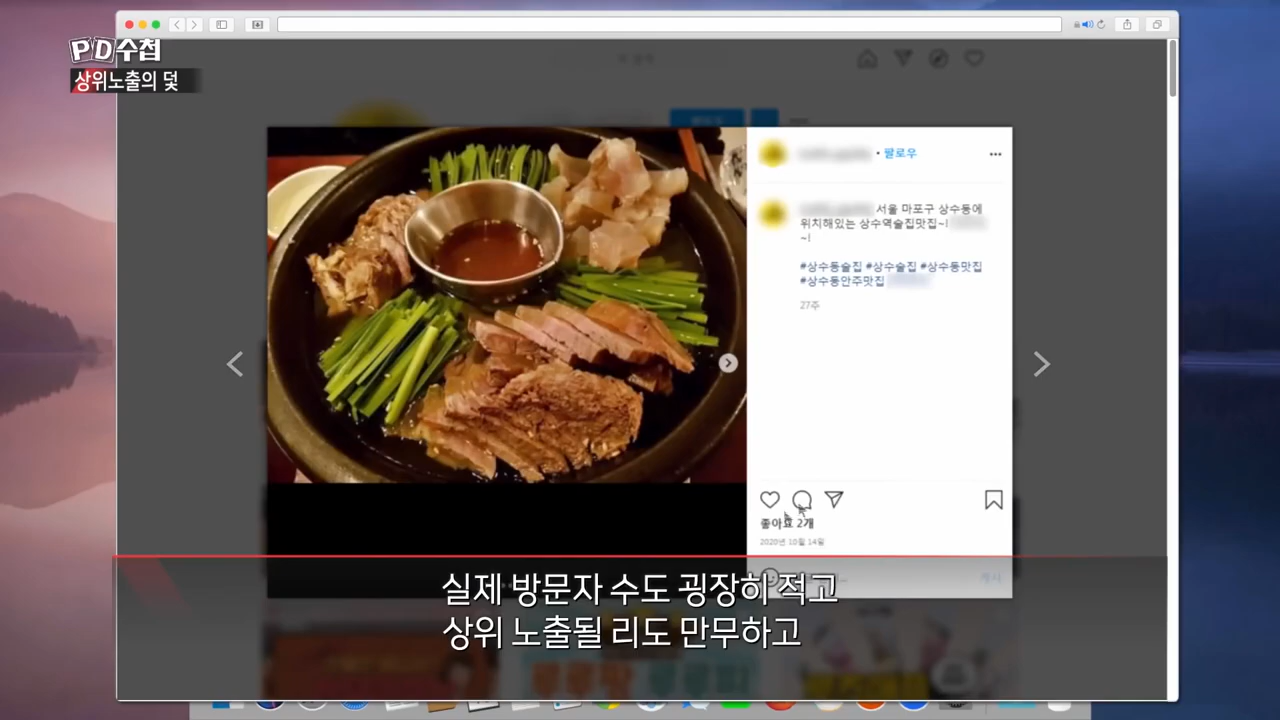 PD수첩
상위노출의 덫
• 팔로우
서울 마포구 상수동에
위치해있는 상수역술집맛집~!
~!
#상수동술집 #상수술집 #상수동맛집
#상수동안주맛집
27주
좋아요 2개
2020년 10월 14일
게시
실제 방문자 수도 굉장히 적고
상위 노출될 리도 만무하고